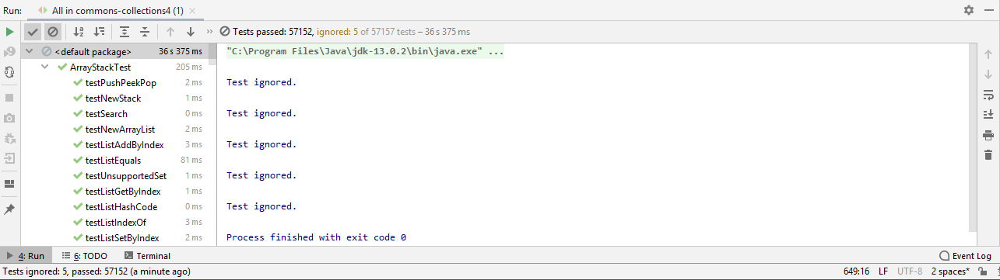 Run: All in commons-collections4 (1)
Tests passed: 57152, ignored: 5 of 57157 tests – 36 s 375 ms
<default package> 36 s 375 ms
ArrayStackTest 205 ms
testPushPeekPop 2 ms
testNewStack 1 ms
testSearch 0 ms
testNewArrayList 2 ms
testListAddByIndex 3 ms
testListEquals 81 ms
testUnsupportedSet 1 ms
testListGetByIndex 1 ms
testListHashCode 0 ms
testListIndexOf 3 ms
testListSetByIndex 2 ms
"C:\Program Files\Java\jdk-13.0.2\bin\java.exe" ...
Test ignored.
Test ignored.
Test ignored.
Test ignored.
Test ignored.
Process finished with exit code 0
4: Run 6: TODO Terminal Event Log
Tests ignored: 5, passed: 57152 (a minute ago) 649:16 LF UTF-8 2 spaces*